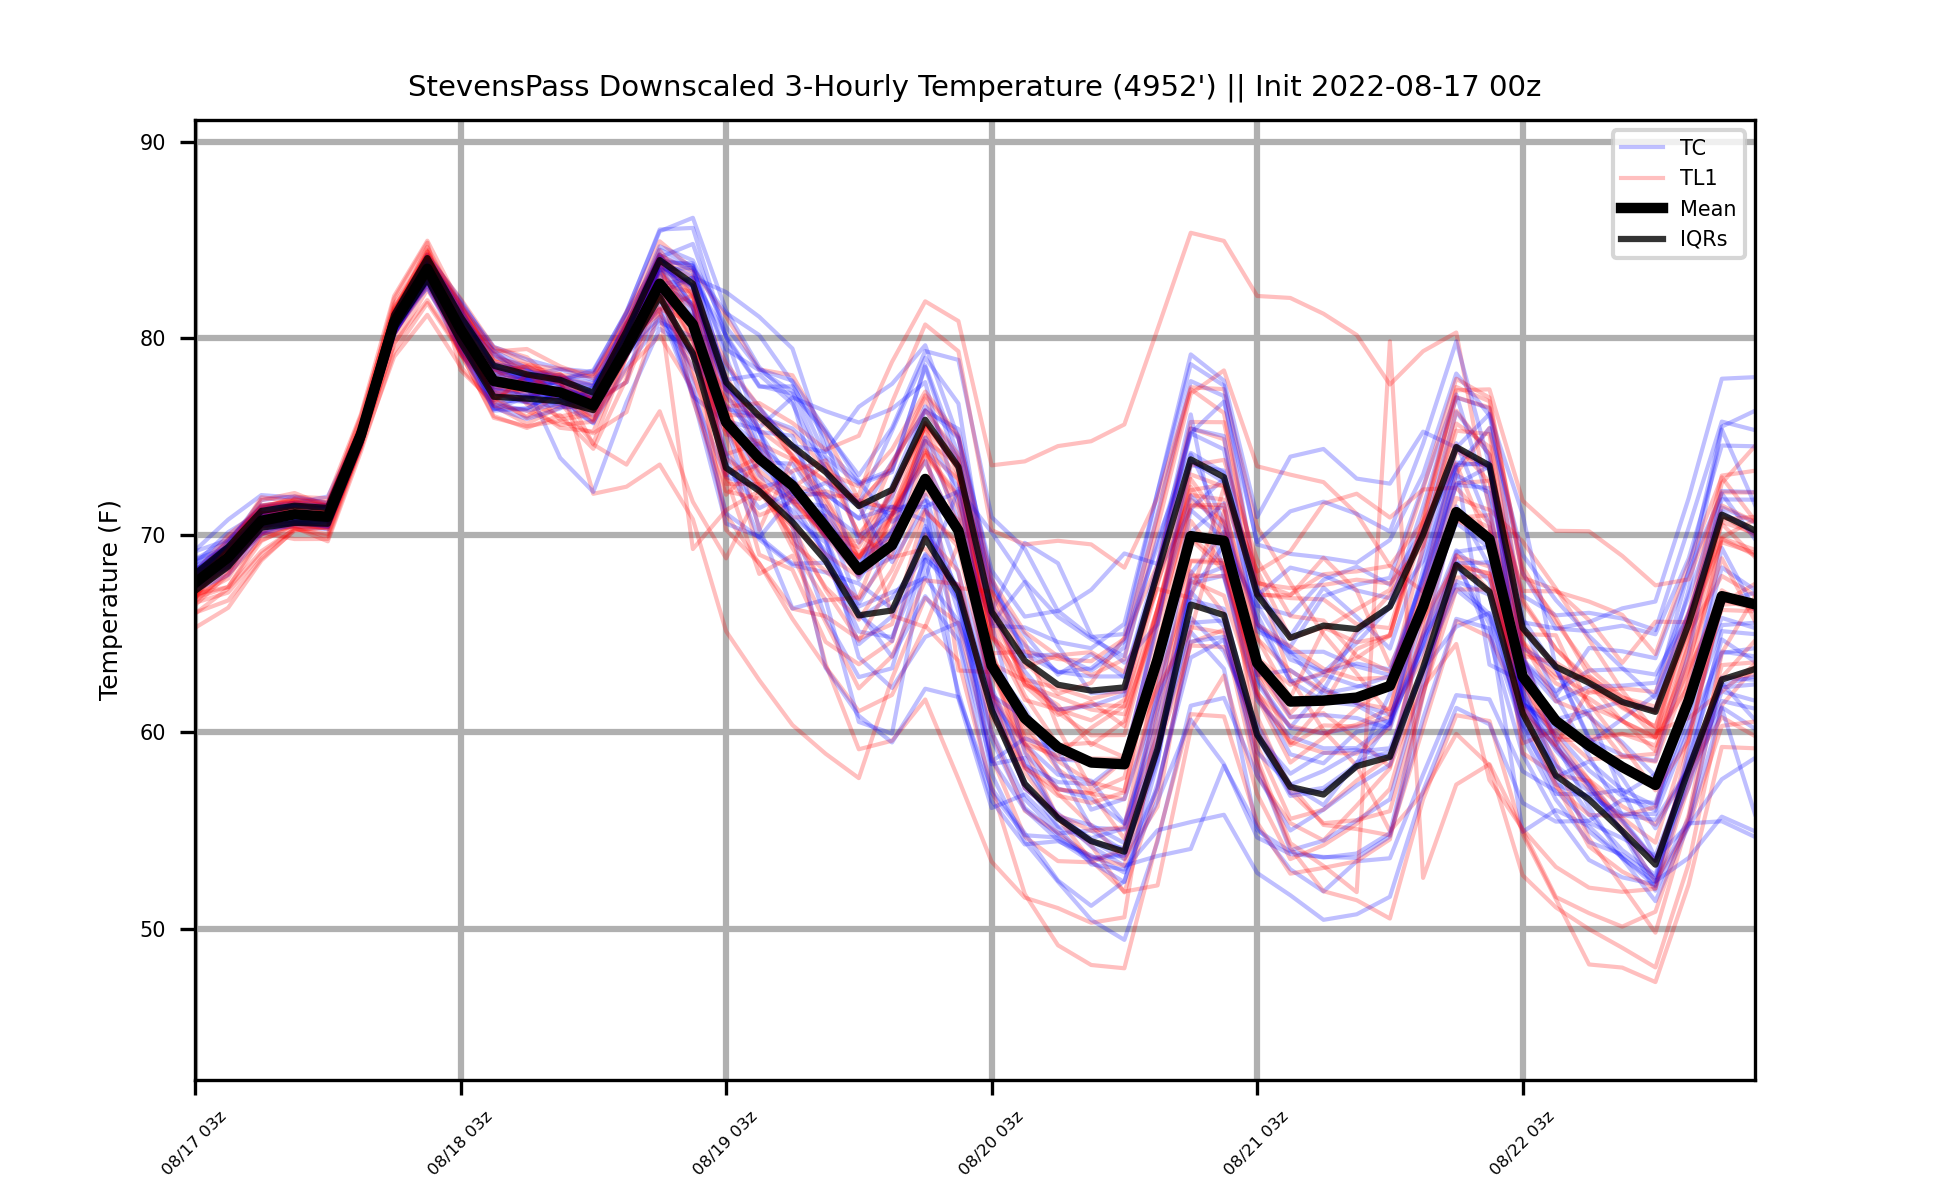 StevensPass Downscaled 3-Hourly Temperature (4952') || Init 2022-08-17 00z
TC
TL1
Mean
IQRs
Temperature (F)
90
80
70
60
50
08/17 03z
08/18 03z
08/19 03z
08/20 03z
08/21 03z
08/22 03z